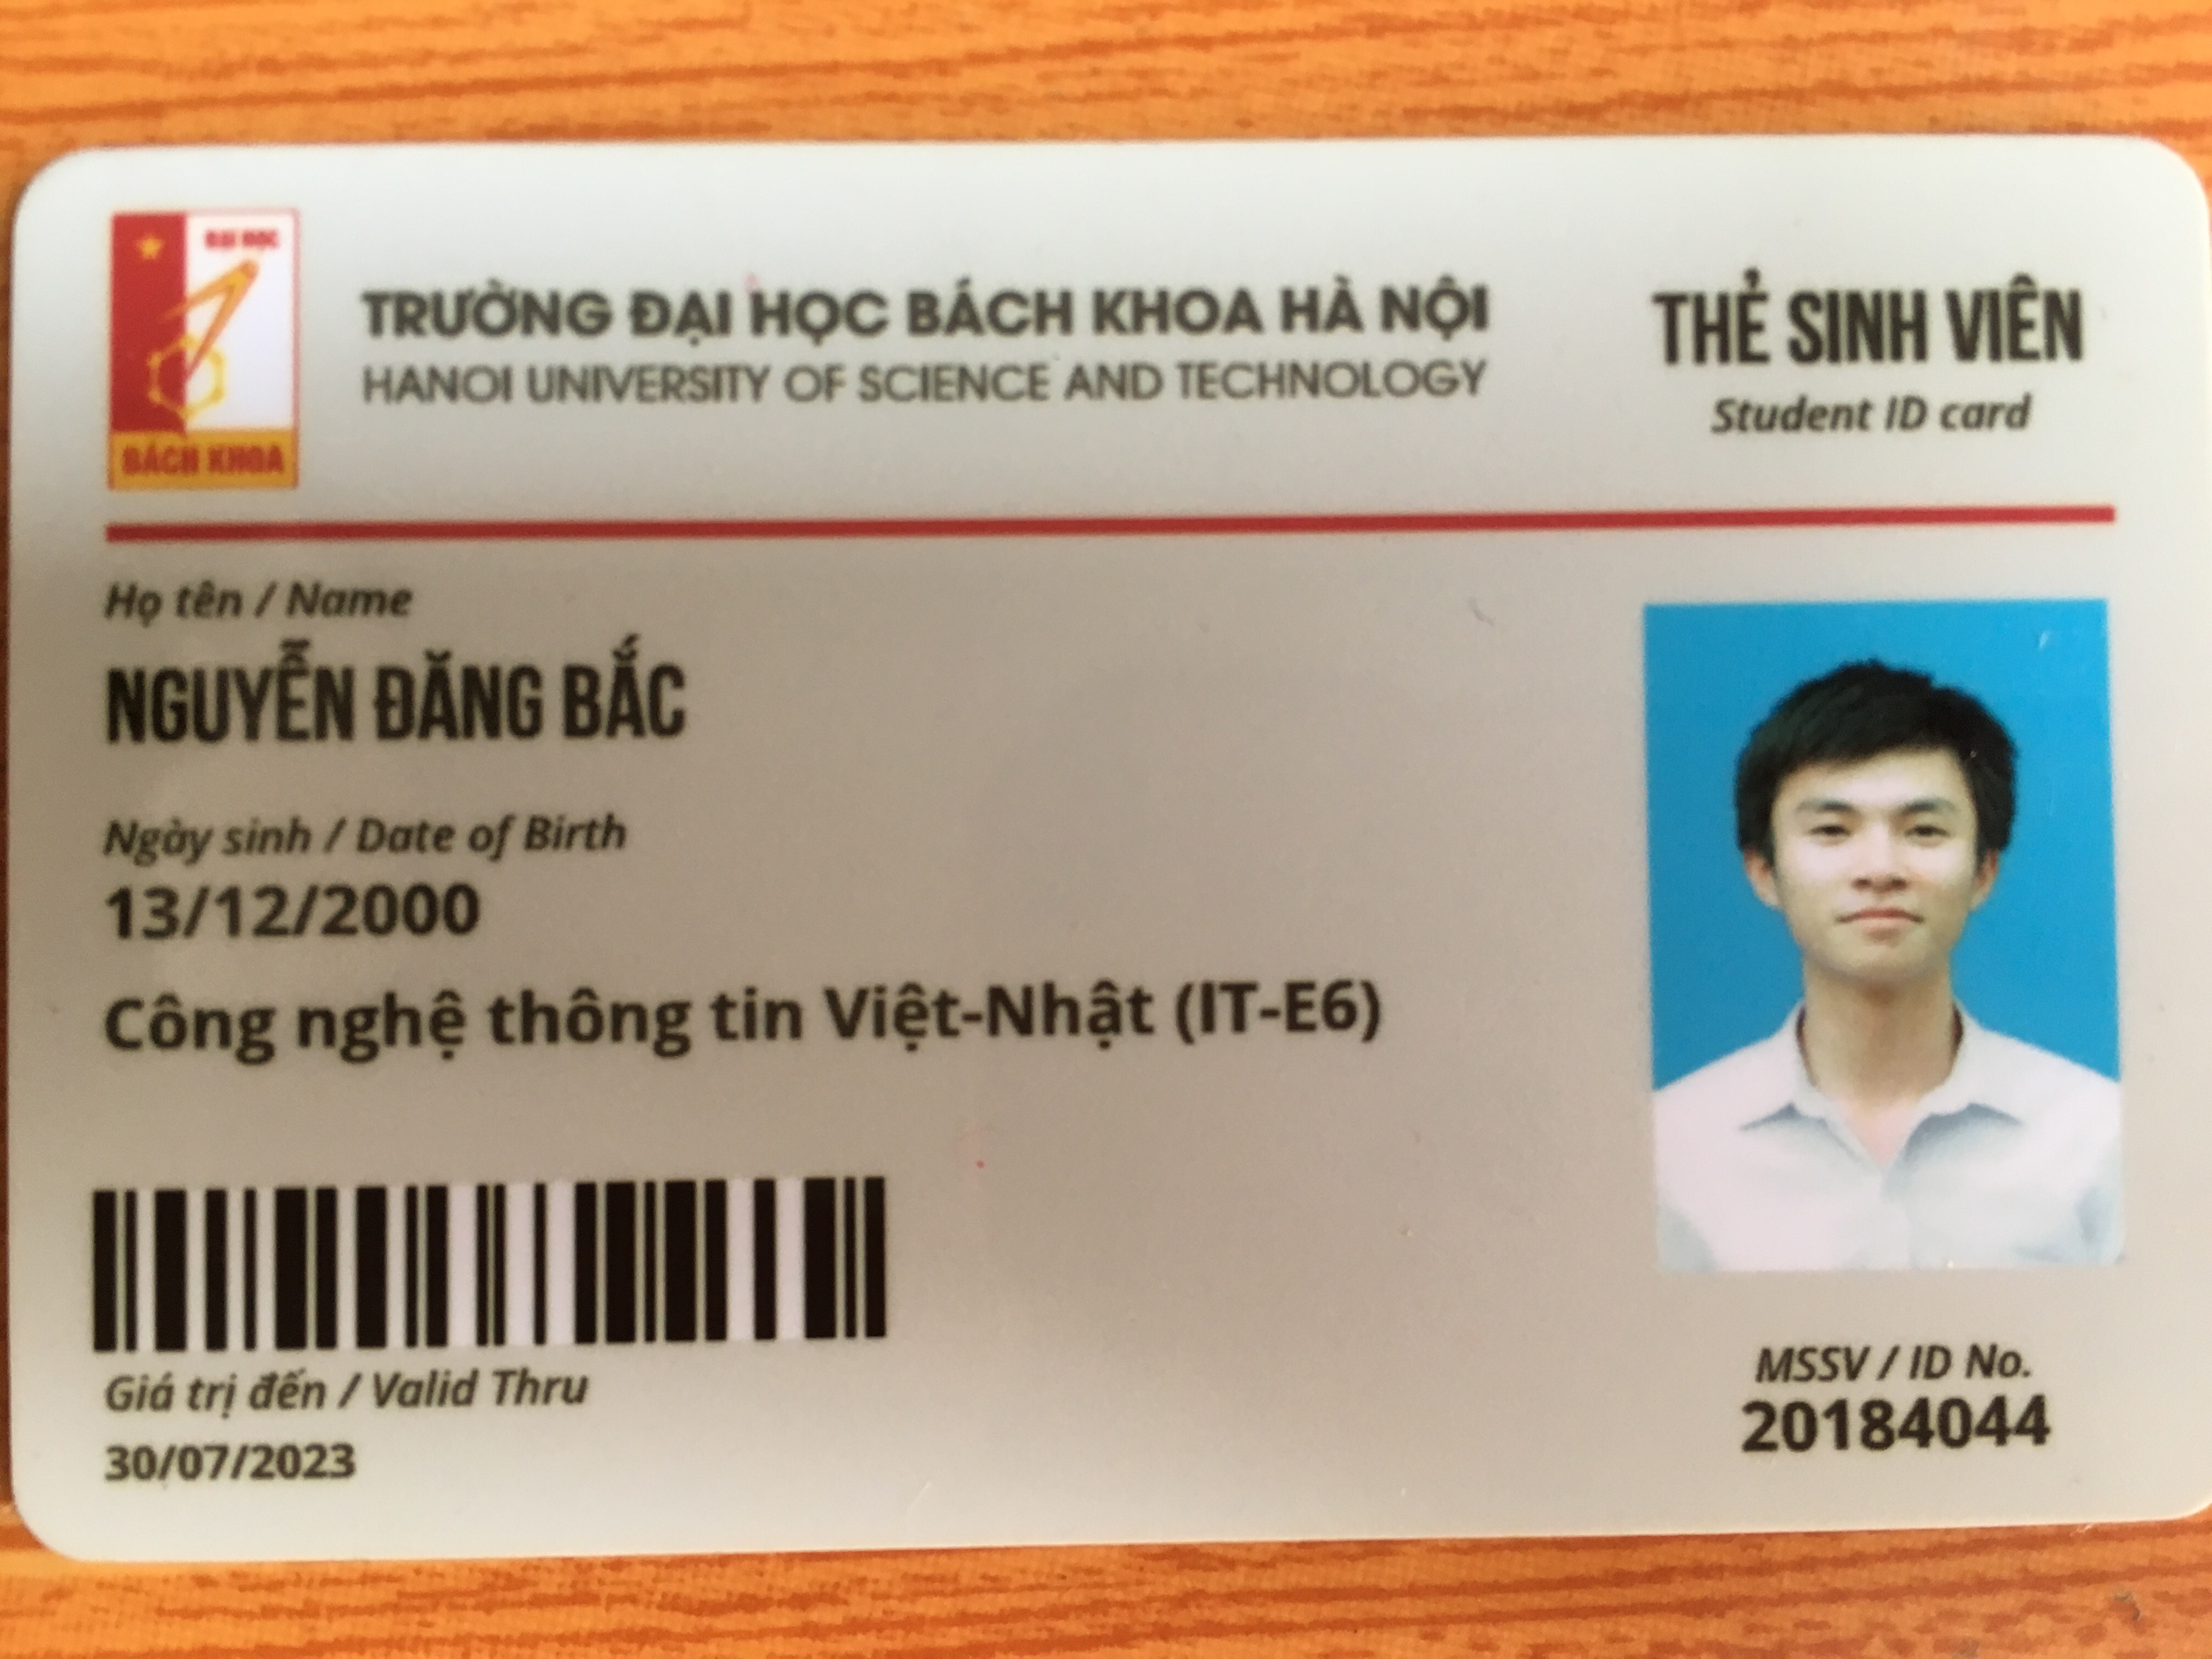 ĐẠI HỌC
BÁCH KHOA
TRƯỜNG ĐẠI HỌC BÁCH KHOA HÀ NỘI
HANOI UNIVERSITY OF SCIENCE AND TECHNOLOGY
THẺ SINH VIÊN
Student ID card
Họ tên / Name
NGUYỄN ĐĂNG BẮC
Ngày sinh / Date of Birth
13/12/2000
Công nghệ thông tin Việt-Nhật (IT-E6)
Giá trị đến / Valid Thru
30/07/2023
MSSV / ID No.
20184044